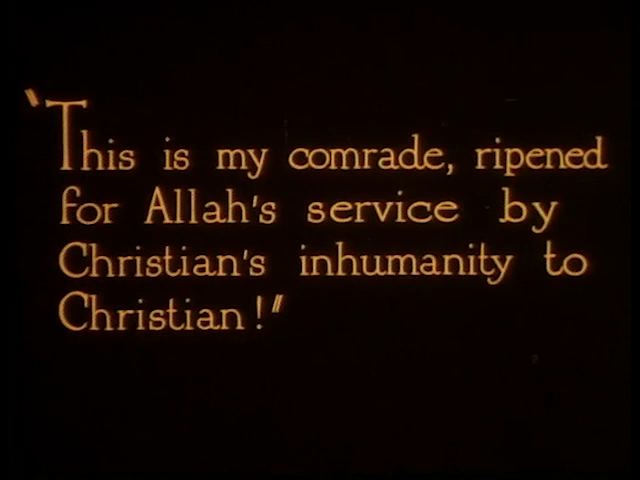 "This is my comrade, ripened
for Allah's service by
Christian's inhumanity to
Christian!"